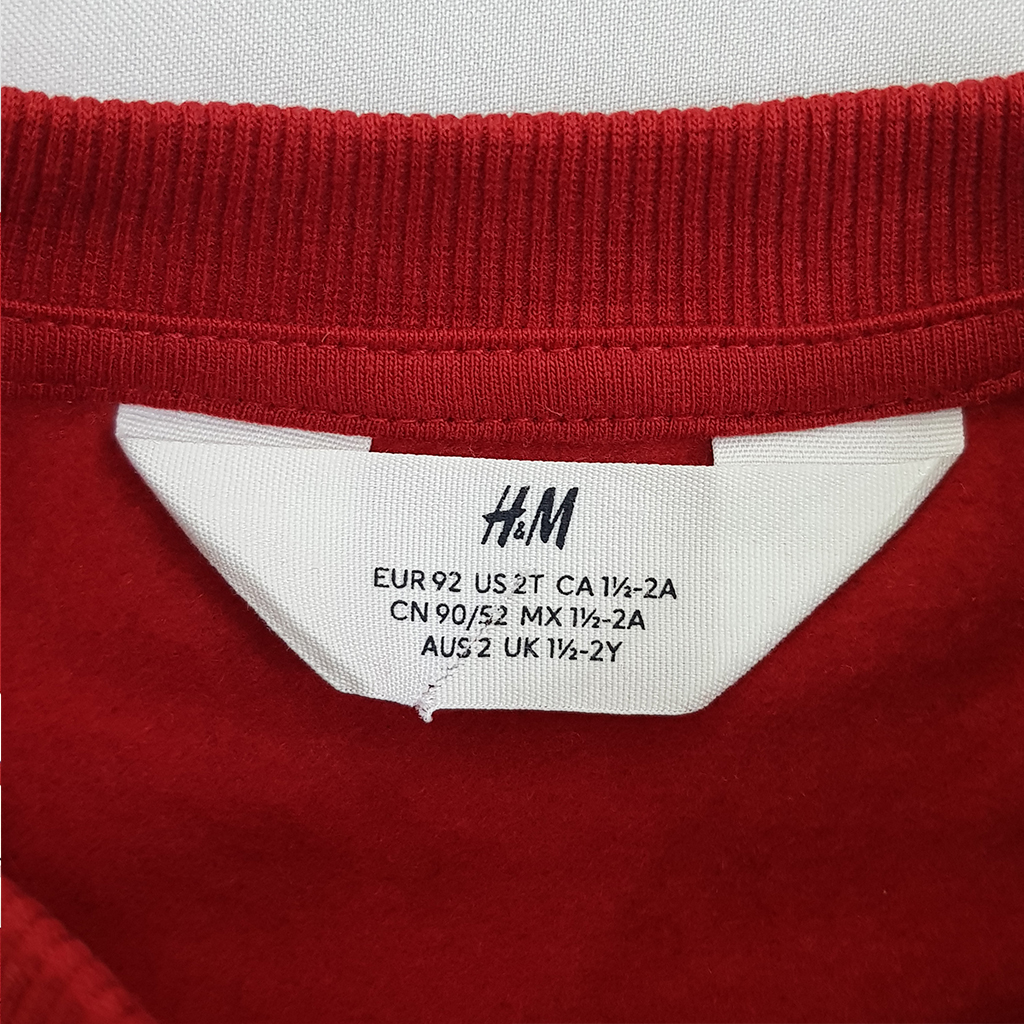 H&M
EUR 92 US 2T CA 1½-2A
CN 90/52 MX 1½-2A
AUS 2 UK 1½-2Y